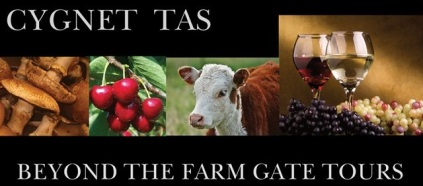 CYGNET TAS
BEYOND THE FARM GATE TOURS